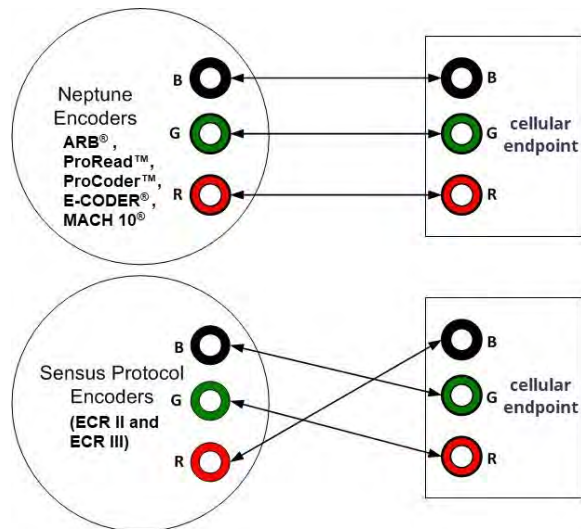 Neptune
Encoders
ARB® ,
ProRead™,
ProCoder™,
E-CODER® ,
MACH 10®
B
G
R
B
G
R
cellular
endpoint
Sensus Protocol
Encoders
(ECR II and
ECR III)
B
G
R
B
G
R
cellular
endpoint